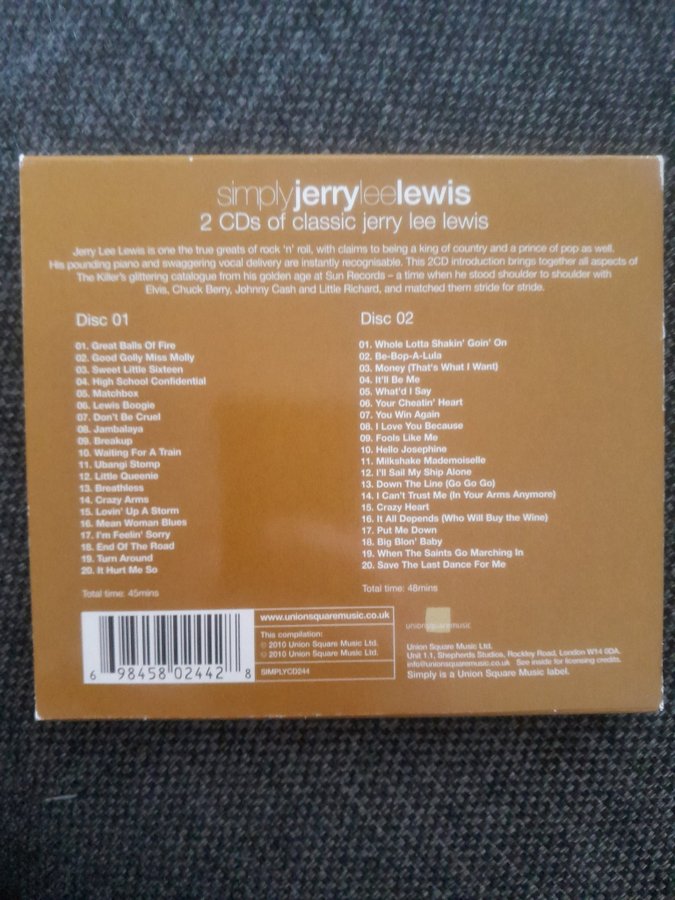 simplyjerryleelewis
2 CDs of classic jerry lee lewis
Jerry Lee Lewis is one the true greats of rock 'n' roll, with claims to being a king of country and a prince of pop as well.
His pounding piano and swaggering vocal delivery are instantly recognisable. This 2CD introduction brings together all aspects of
The Killer's glittering catalogue from his golden age at Sun Records – a time when he stood shoulder to shoulder with
Elvis, Chuck Berry, Johnny Cash and Little Richard, and matched them stride for stride.
Disc 01
01. Great Balls Of Fire
02. Good Golly Miss Molly
03. Sweet Little Sixteen
04. High School Confidential
05. Matchbox
06. Lewis Boogie
07. Don't Be Cruel
08. Jambalaya
09. Breakup
10. Waiting For A Train
11. Ubangi Stomp
12. Little Queenie
13. Breathless
14. Crazy Arms
15. Lovin' Up A Storm
16. Mean Woman Blues
17. I'm Feelin' Sorry
18. End Of The Road
19. Turn Around
20. It Hurt Me So
Total time: 45mins
Disc 02
01. Whole Lotta Shakin' Goin' On
02. Be-Bop-A-Lula
03. Money (That's What I Want)
04. It'll Be Me
05. What'd I Say
06. Your Cheatin' Heart
07. You Win Again
08. I Love You Because
09. Fools Like Me
10. Hello Josephine
11. Milkshake Mademoiselle
12. I'll Sail My Ship Alone
13. Down The Line (Go Go Go)
14. I Can't Trust Me (In Your Arms Anymore)
15. Crazy Heart
16. It All Depends (Who Will Buy the Wine)
17. Put Me Down
18. Big Blon' Baby
19. When The Saints Go Marching In
20. Save The Last Dance For Me
Total time: 48mins
6 98458 02442 8
www.unionsquaremusic.co.uk
This compilation:
℗ 2010 Union Square Music Ltd.
© 2010 Union Square Music Ltd.
SIMPLYCD244
unionsquaremusic
Union Square Music Ltd.
Unit 1.1, Shepherds Studios, Rockley Road, London W14 0DA.
info@unionsquaremusic.co.uk See inside for licensing credits.
Simply is a Union Square Music label.